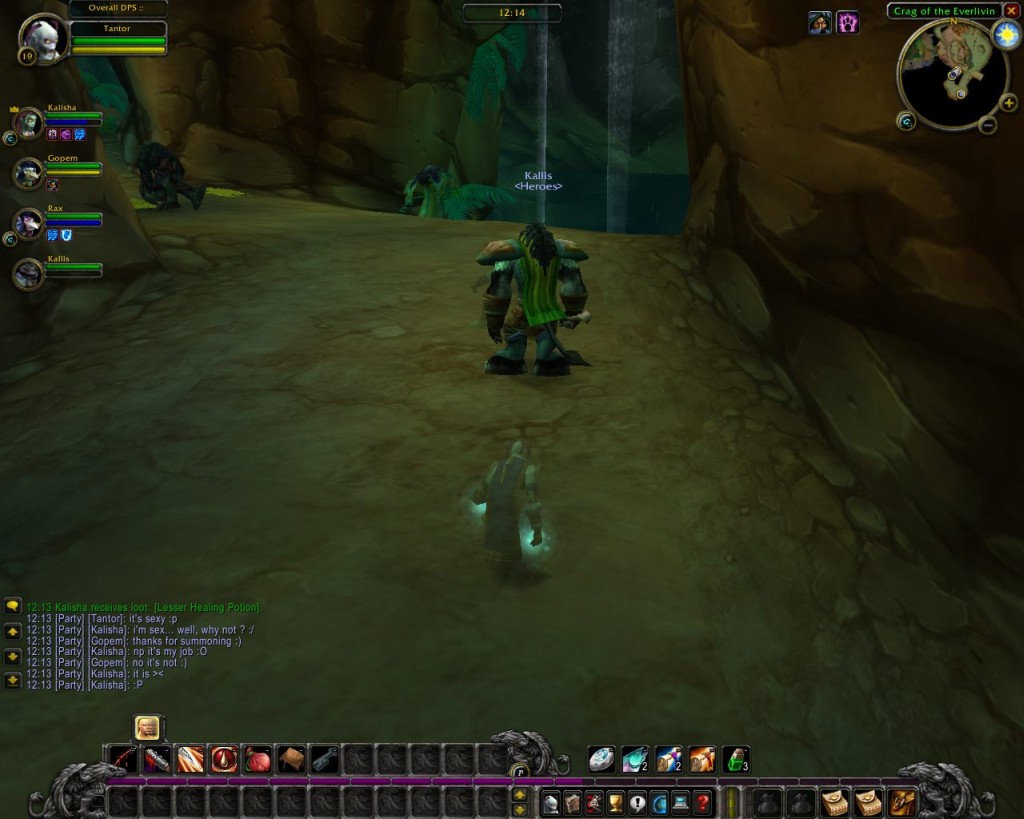 Overall DPS ::
Tantor
19
12:14
Crag of the Everlivin
N
Kalisha
Gopem
Rax
Kallis
Kallis
<Heroes>
12:13 Kalisha receives loot: [Lesser Healing Potion].
12:13 [Party] [Tantor]: it's sexy :p
12:13 [Party] [Kalisha]: i'm sex... well, why not ? :/
12:13 [Party] [Gopem]: thanks for summoning :)
12:13 [Party] [Kalisha]: np it's my job :O
12:13 [Party] [Gopem]: no it's not :)
12:13 [Party] [Kalisha]: it is ><
12:13 [Party] [Kalisha]: :P
2
2
3
P